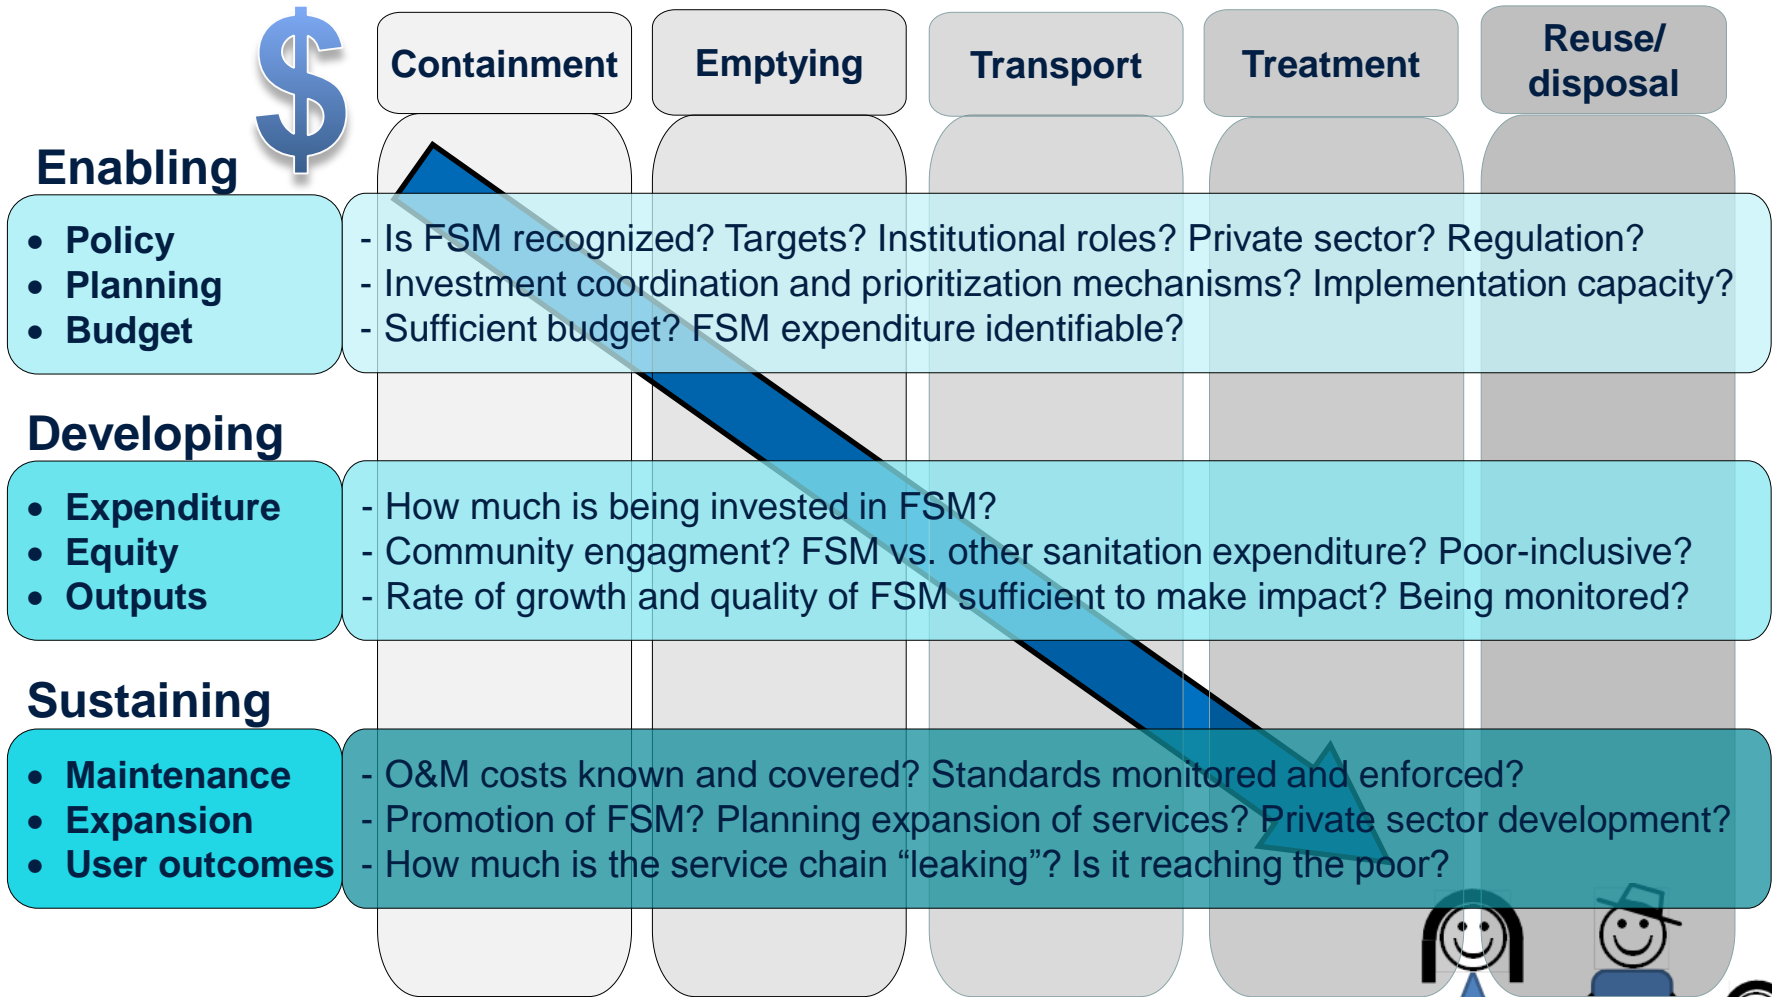 $
Containment
Emptying
Transport
Treatment
Reuse/
disposal
Enabling
• Policy
• Planning
• Budget
- Is FSM recognized? Targets? Institutional roles? Private sector? Regulation?
- Investment coordination and prioritization mechanisms? Implementation capacity?
- Sufficient budget? FSM expenditure identifiable?
Developing
• Expenditure
• Equity
• Outputs
- How much is being invested in FSM?
- Community engagment? FSM vs. other sanitation expenditure? Poor-inclusive?
- Rate of growth and quality of FSM sufficient to make impact? Being monitored?
Sustaining
• Maintenance
• Expansion
• User outcomes
- O&M costs known and covered? Standards monitored and enforced?
- Promotion of FSM? Planning expansion of services? Private sector development?
- How much is the service chain “leaking”? Is it reaching the poor?